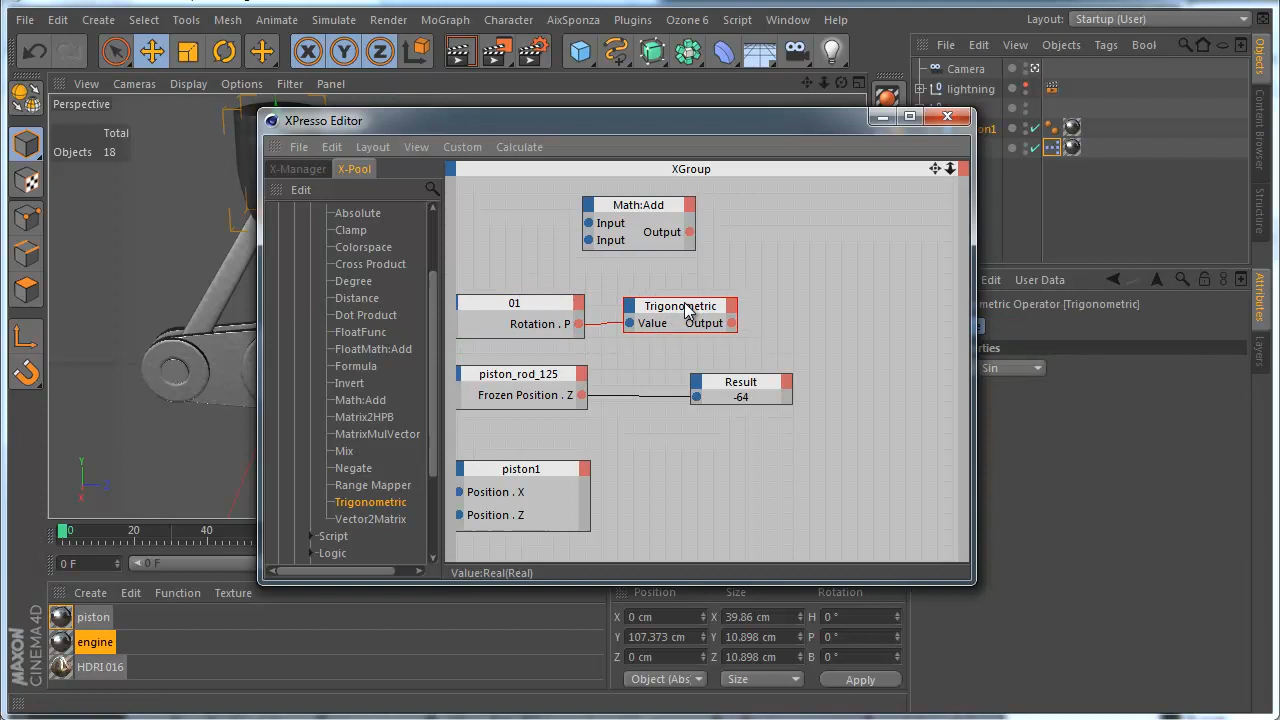 File Edit Create Select Tools Mesh Animate Simulate Render MoGraph Character AixSponza Plugins Ozone 6 Script Window Help
Layout: Startup (User)
X Y Z
View Cameras Display Options Filter Panel
File Edit View Objects Tags Book
Perspective
Total
Objects 18
Camera
lightning
on1
XPresso Editor
File Edit Layout View Custom Calculate
X-Manager X-Pool
Edit
Absolute
Clamp
Colorspace
Cross Product
Degree
Distance
Dot Product
FloatFunc
FloatMath:Add
Formula
Invert
Math:Add
Matrix2HPB
MatrixMulVector
Mix
Negate
Range Mapper
Trigonometric
Vector2Matrix
Script
Logic
XGroup
Math:Add
Input
Input
Output
01
Rotation . P
Trigonometric
Value Output
piston_rod_125
Frozen Position . Z
Result
-64
piston1
Position . X
Position . Z
Value:Real(Real)
Edit User Data
metric Operator [Trigonometric]
rties
Sin
Objects
Content Browser
Structure
Attributes
Layers
Y
Z
X
0 20 40
0 F 0 F
Create Edit Function Texture
piston
engine
HDRI 016
MAXON
CINEMA 4D
Position Size Rotation
X 0 cm X 39.86 cm H 0 °
Y 107.373 cm Y 10.898 cm P 0 °
Z 0 cm Z 10.898 cm B 0 °
Object (Abs Size Apply